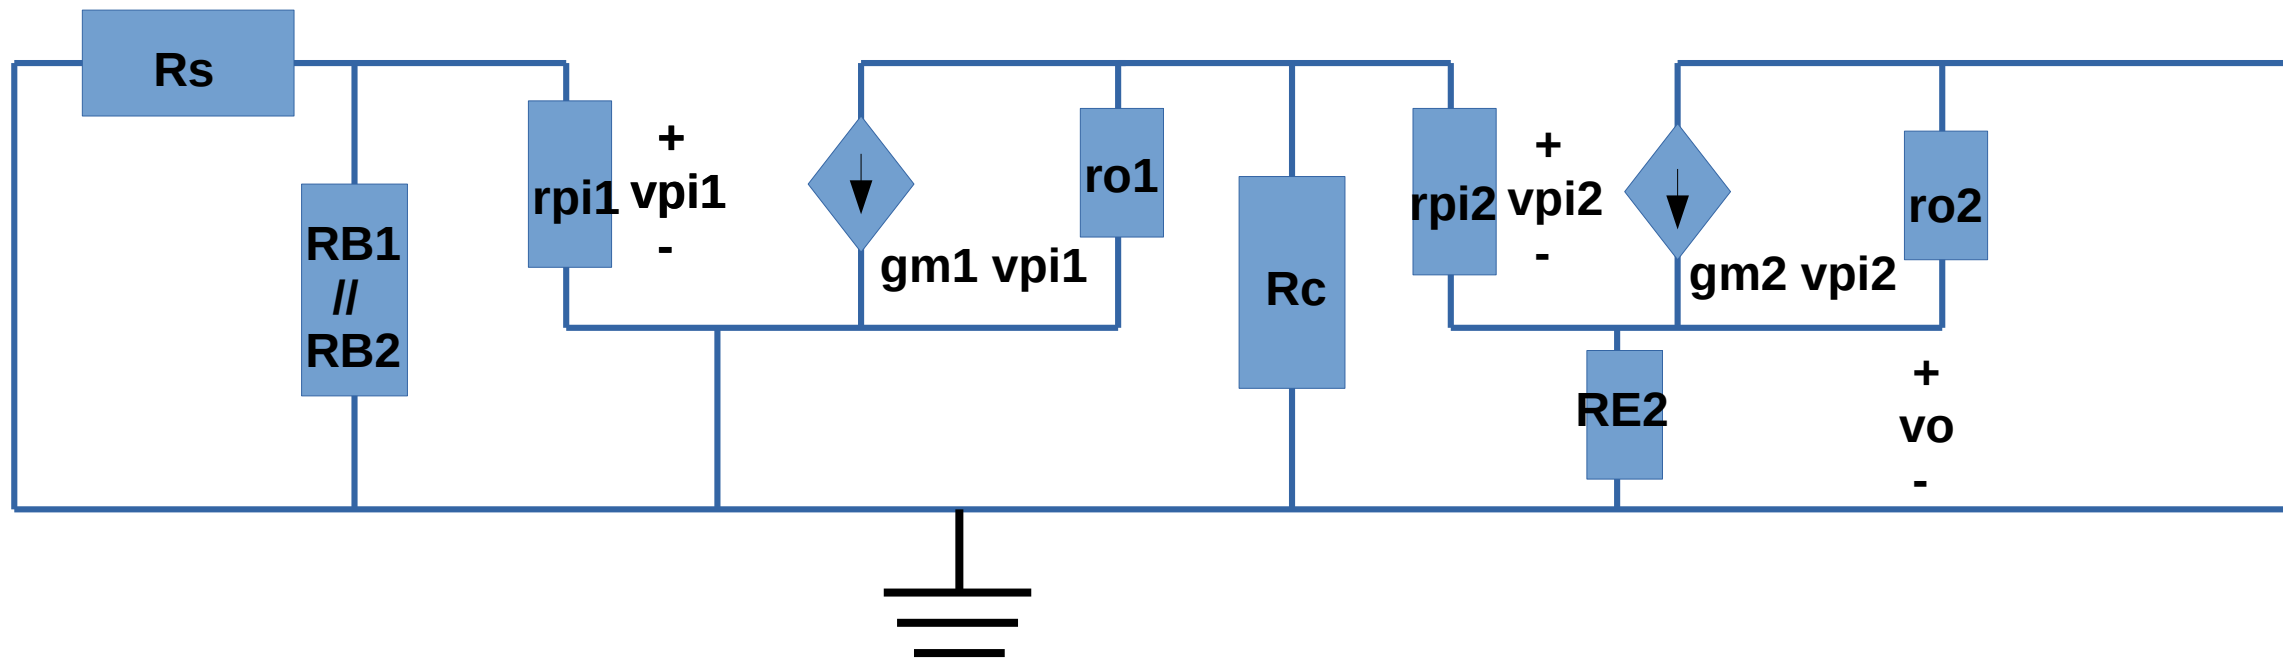 Rs
RB1
//
RB2
rpi1
+
vpi1
-
gm1 vpi1
ro1
Rc
rpi2
+
vpi2
-
gm2 vpi2
ro2
RE2
+
vo
-